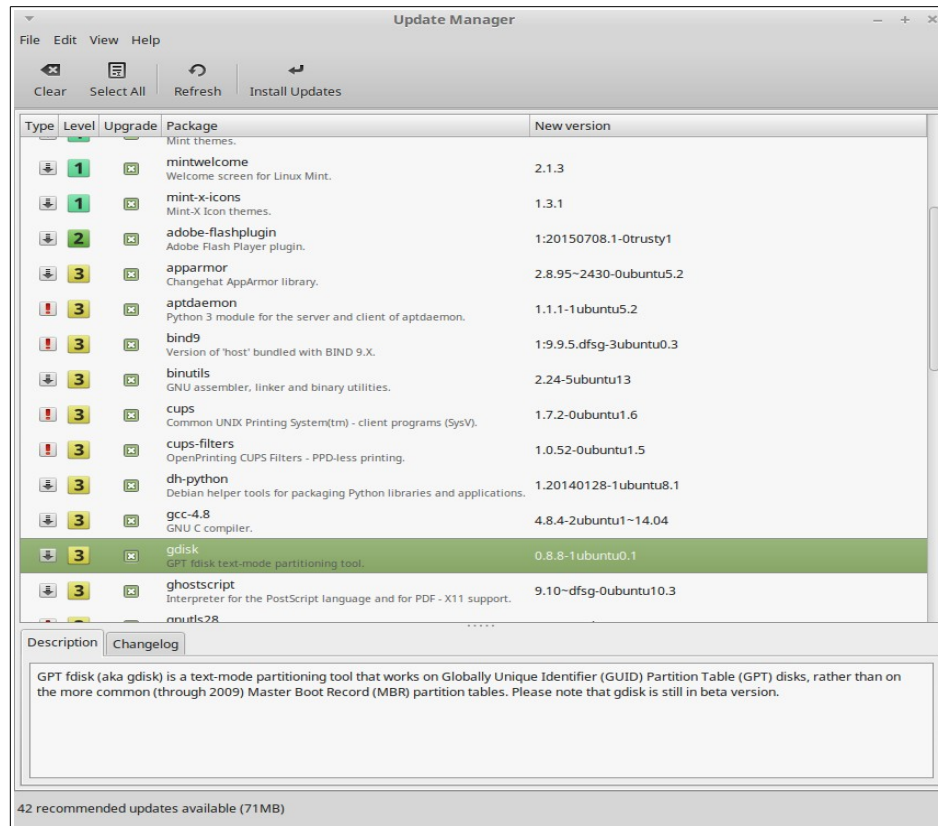 Update Manager
File Edit View Help
Clear Select All Refresh Install Updates
Type Level Upgrade Package New version
Mint themes.
1 mintwelcome 2.1.3
Welcome screen for Linux Mint.
1 mint-x-icons 1.3.1
Mint-X Icon themes.
2 adobe-flashplugin 1:20150708.1-0trusty1
Adobe Flash Player plugin.
3 apparmor 2.8.95~2430-0ubuntu5.2
Changehat AppArmor library.
3 aptdaemon 1.1.1-1ubuntu5.2
Python 3 module for the server and client of aptdaemon.
3 bind9 1:9.9.5.dfsg-3ubuntu0.3
Version of 'host' bundled with BIND 9.X.
3 binutils 2.24-5ubuntu13
GNU assembler, linker and binary utilities.
3 cups 1.7.2-0ubuntu1.6
Common UNIX Printing System(tm) - client programs (SysV).
3 cups-filters 1.0.52-0ubuntu1.5
OpenPrinting CUPS Filters - PPD-less printing.
3 dh-python 1.20140128-1ubuntu8.1
Debian helper tools for packaging Python libraries and applications.
3 gcc-4.8 4.8.4-2ubuntu1~14.04
GNU C compiler.
3 gdisk 0.8.8-1ubuntu0.1
GPT fdisk text-mode partitioning tool.
3 ghostscript 9.10~dfsg-0ubuntu10.3
Interpreter for the PostScript language and for PDF - X11 support.
gnutls28
Description Changelog
GPT fdisk (aka gdisk) is a text-mode partitioning tool that works on Globally Unique Identifier (GUID) Partition Table (GPT) disks, rather than on
the more common (through 2009) Master Boot Record (MBR) partition tables. Please note that gdisk is still in beta version.
42 recommended updates available (71MB)